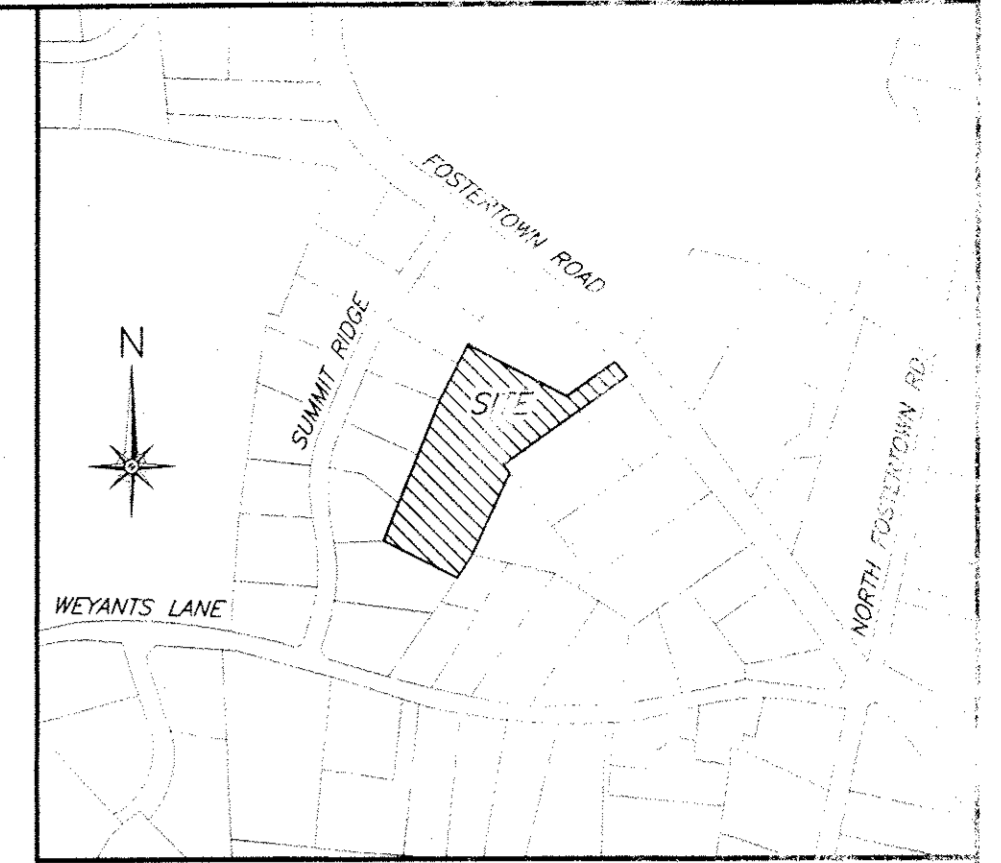 FOSTERTOWN ROAD
N
SUMMIT RIDGE
SITE
NORTH FOSTERTOWN RD.
WEYANTS LANE